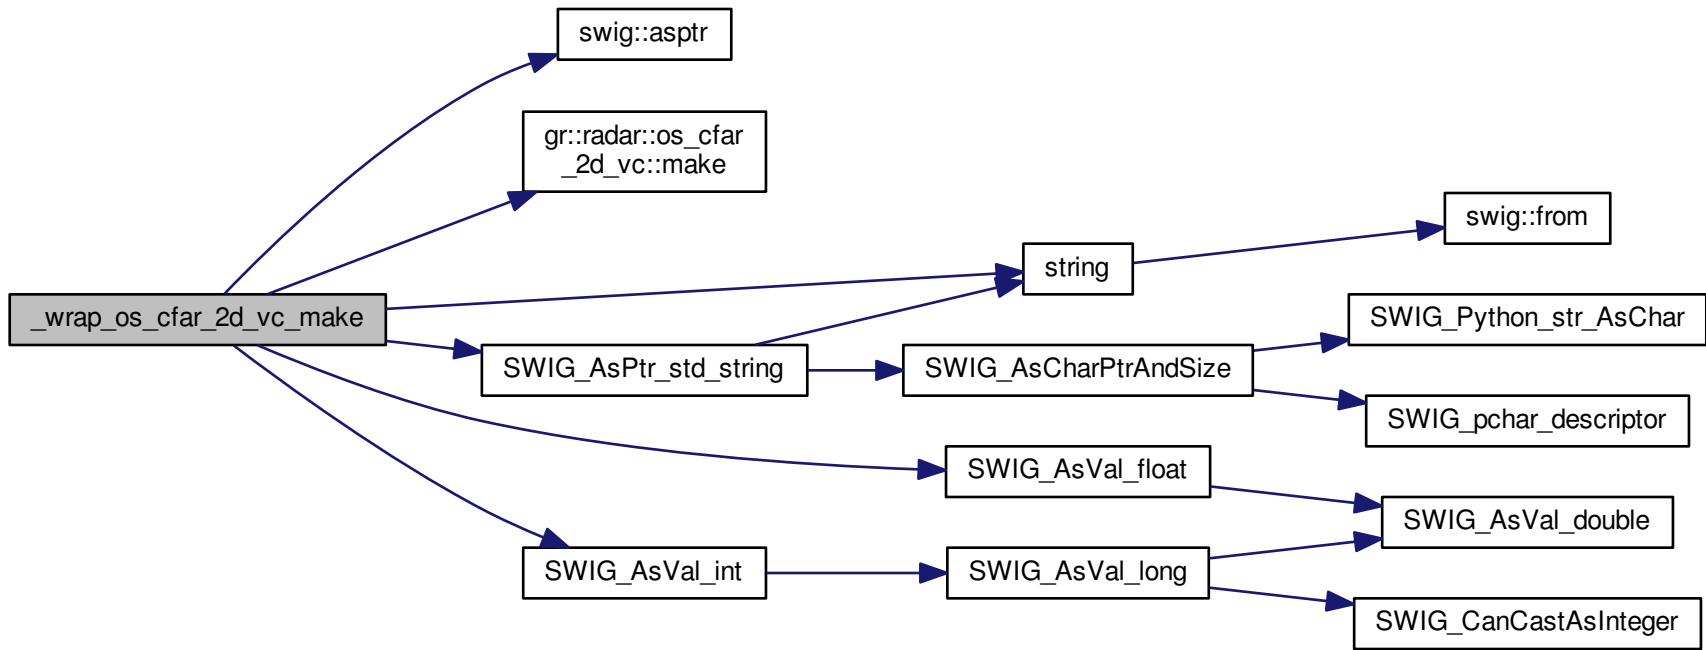 swig::asptr
gr::radar::os_cfar
_2d_vc::make
swig::from
string
_wrap_os_cfar_2d_vc_make
SWIG_Python_str_AsChar
SWIG_AsPtr_std_string
SWIG_AsCharPtrAndSize
SWIG_pchar_descriptor
SWIG_AsVal_float
SWIG_AsVal_double
SWIG_AsVal_int
SWIG_AsVal_long
SWIG_CanCastAsInteger